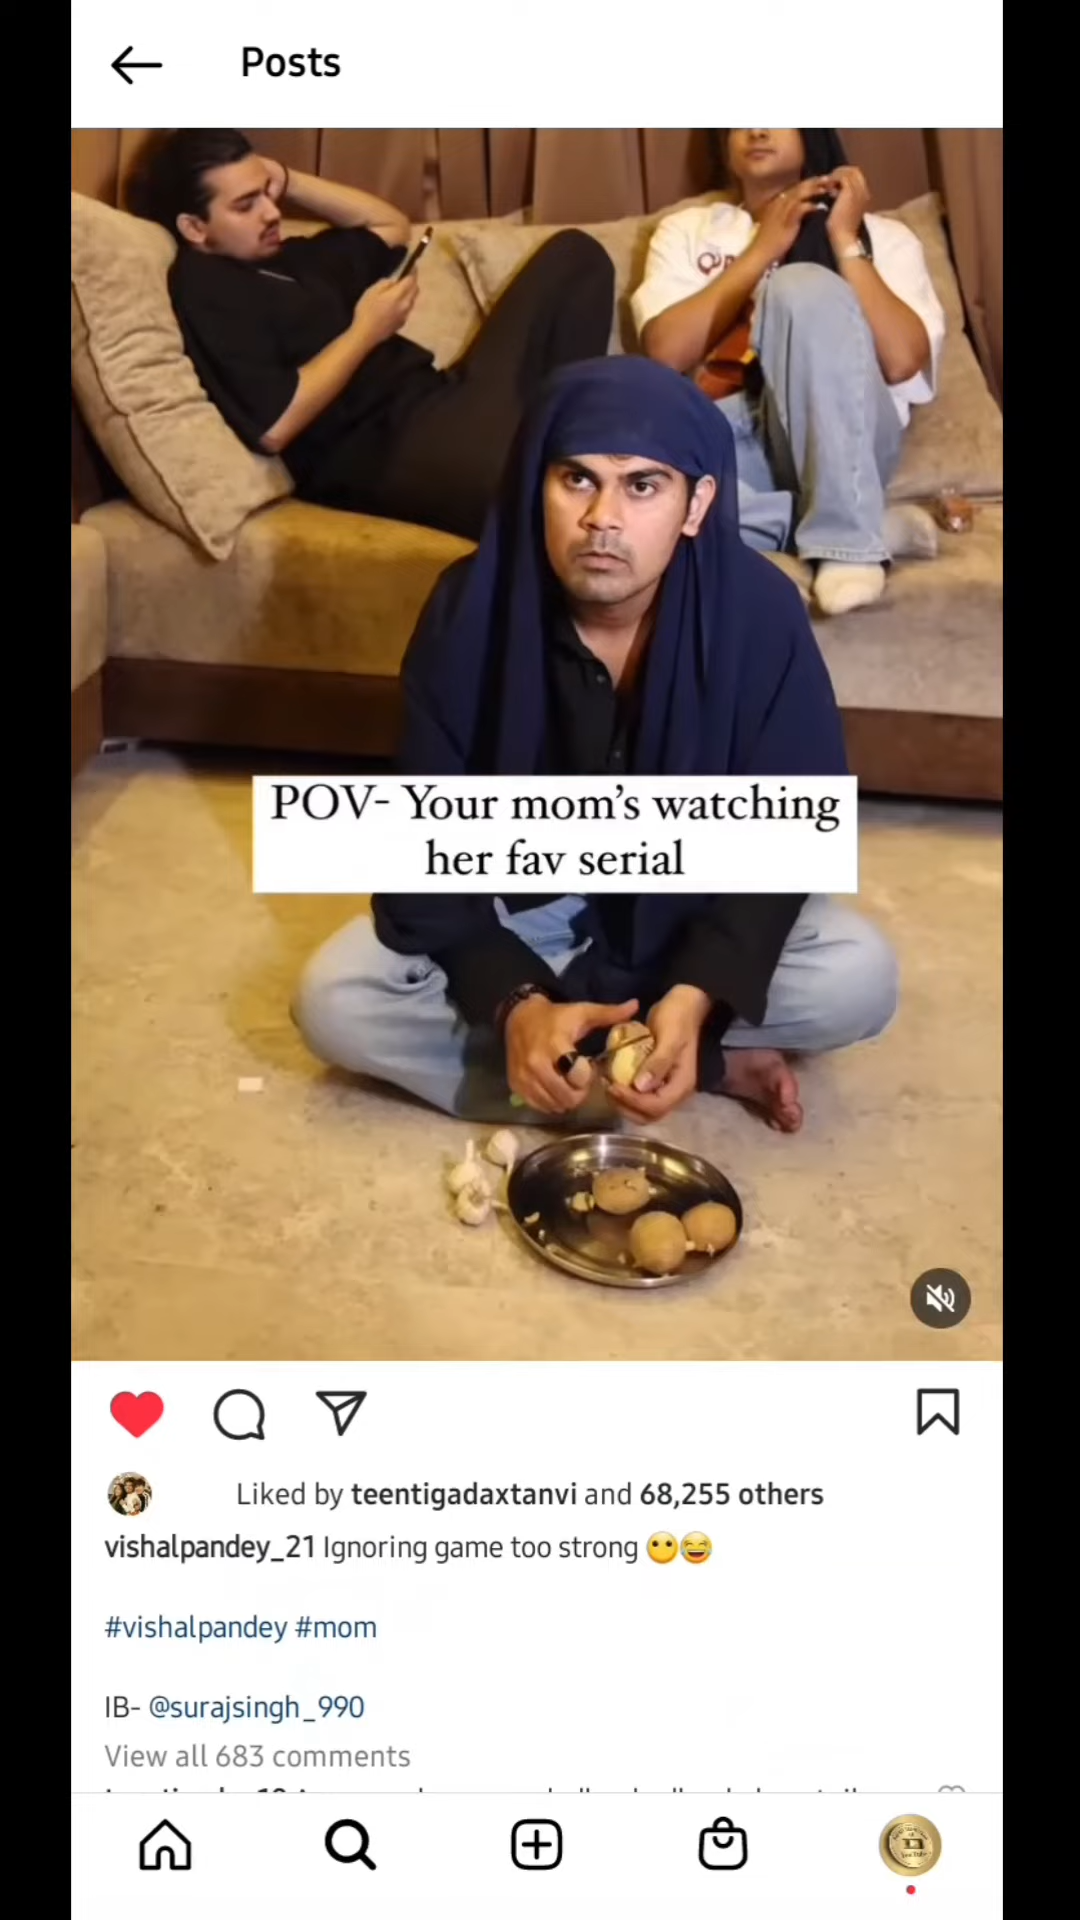 Posts
POV- Your mom's watching
her fav serial
Liked by teentigadaxtanvi and 68,255 others
vishalpandey_21 Ignoring game too strong 😶😂
#vishalpandey #mom
IB- @surajsingh_990
View all 683 comments